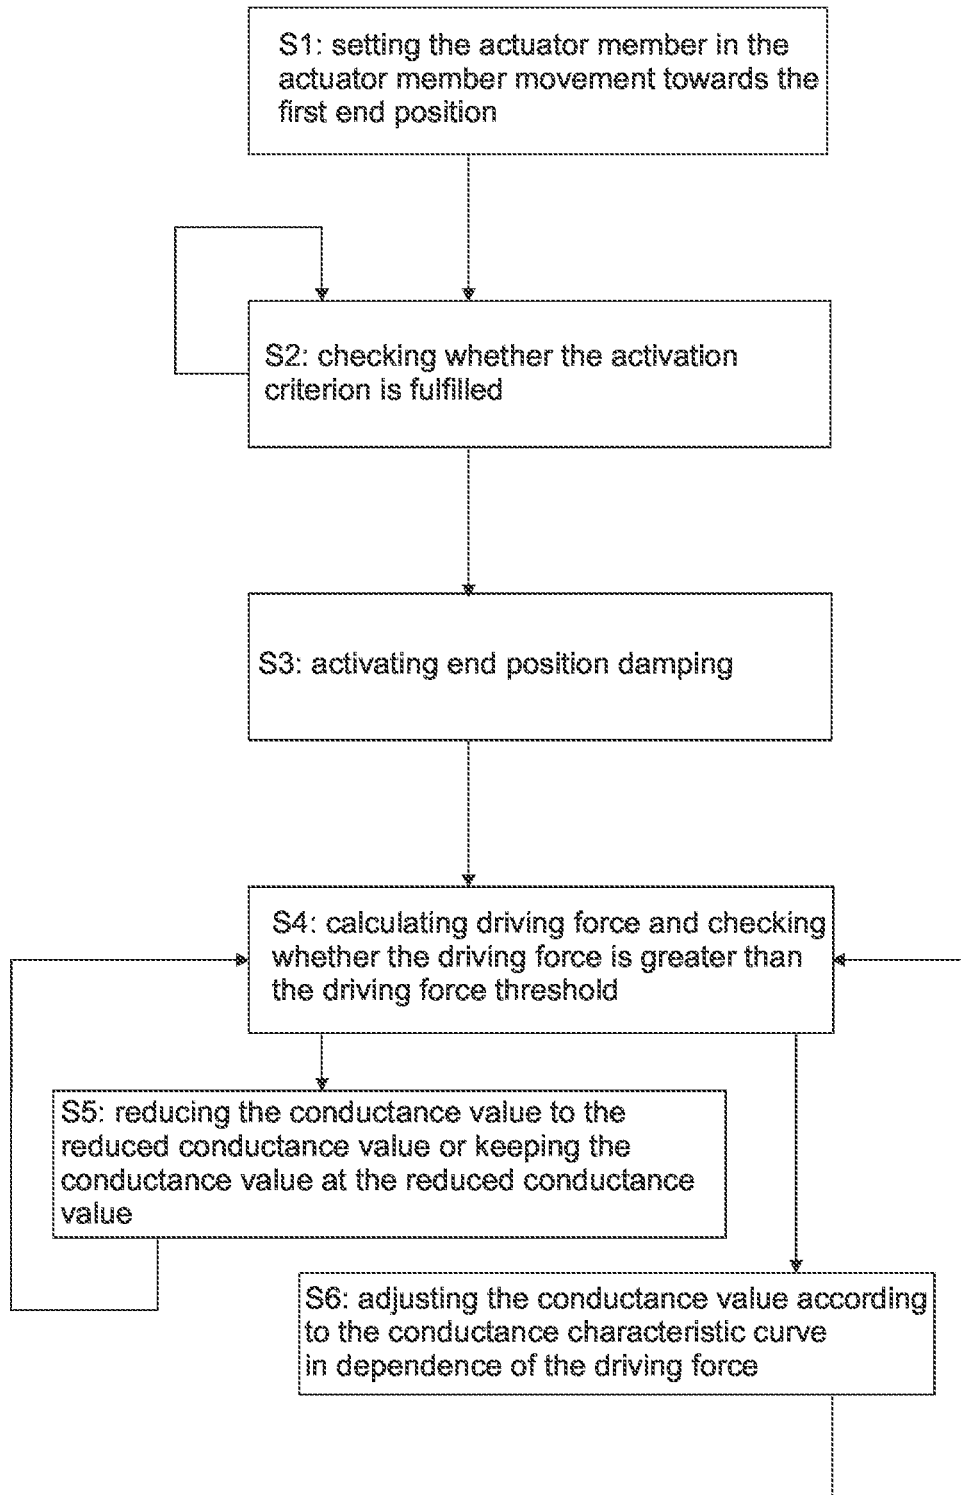 S1: setting the actuator member in the
actuator member movement towards the
first end position
S2: checking whether the activation
criterion is fulfilled
S3: activating end position damping
S4: calculating driving force and checking
whether the driving force is greater than
the driving force threshold
S5: reducing the conductance value to the
reduced conductance value or keeping the
conductance value at the reduced conductance
value
S6: adjusting the conductance value according
to the conductance characteristic curve
in dependence of the driving force